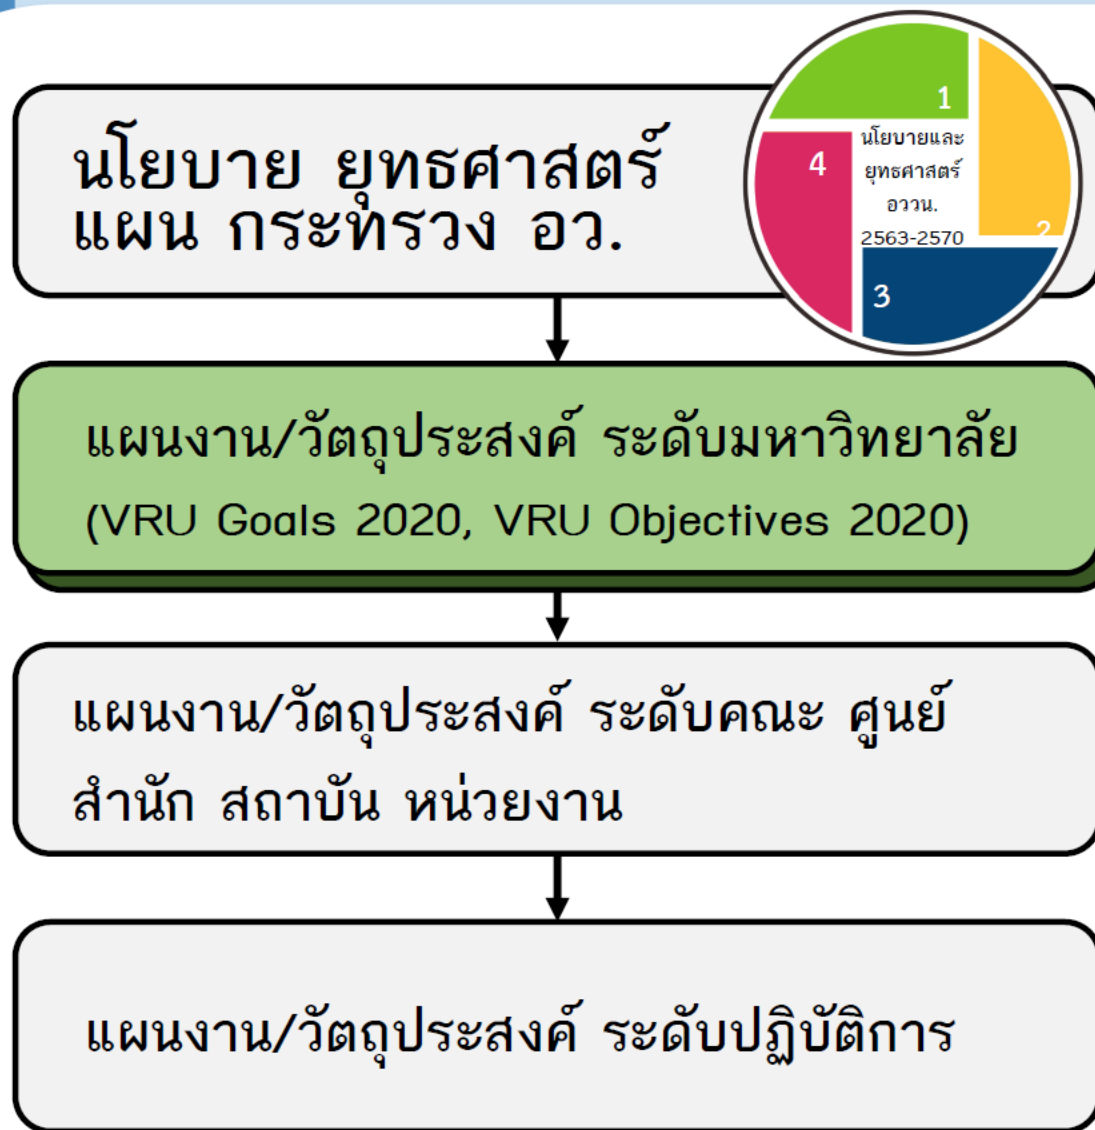 นโยบาย ยุทธศาสตร์
แผน กระทรวง อว.
1
2
3
4
นโยบายและ
ยุทธศาสตร์
อววน.
2563-2570
แผนงาน/วัตถุประสงค์ ระดับมหาวิทยาลัย
(VRU Goals 2020, VRU Objectives 2020)
แผนงาน/วัตถุประสงค์ ระดับคณะ ศูนย์
สำนัก สถาบัน หน่วยงาน
แผนงาน/วัตถุประสงค์ ระดับปฏิบัติการ